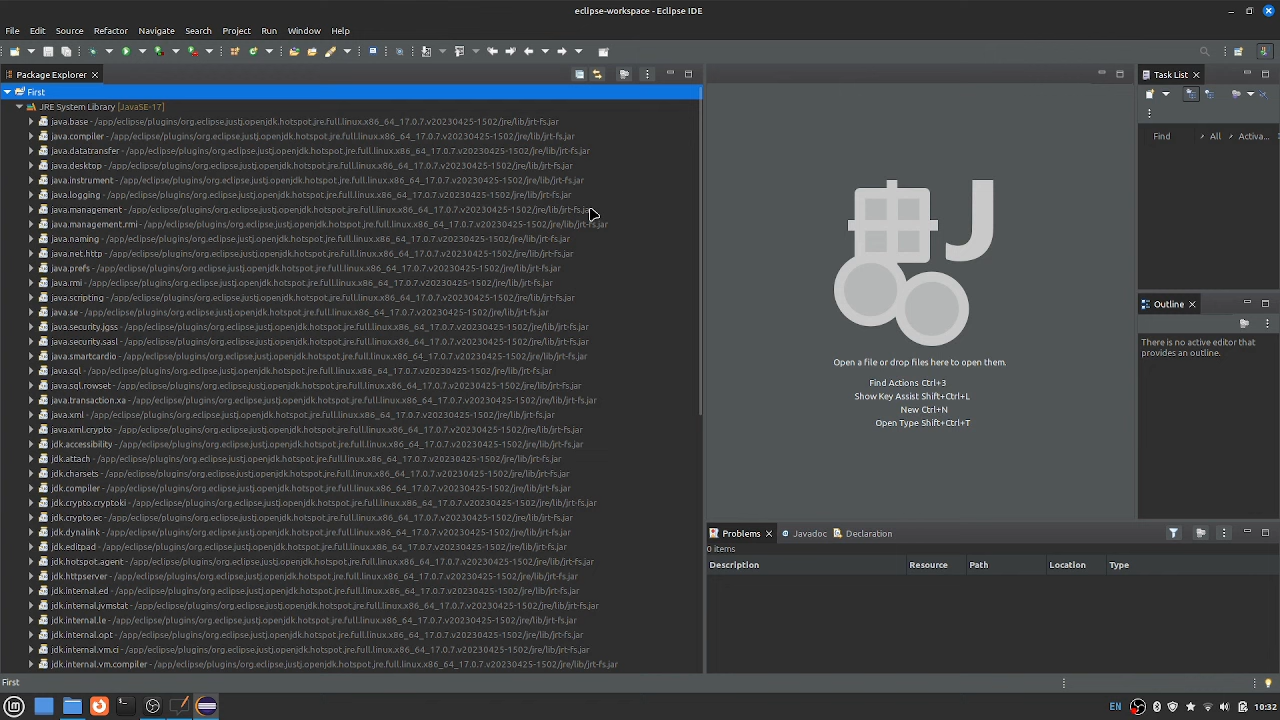 eclipse-workspace - Eclipse IDE
File Edit Source Refactor Navigate Search Project Run Window Help
Package Explorer
First
JRE System Library [JavaSE-17]
java.base - /app/eclipse/plugins/org.eclipse.justj.openjdk.hotspot.jre.full.linux.x86_64_17.0.7.v20230425-1502/jre/lib/jrt-fs.jar
java.compiler - /app/eclipse/plugins/org.eclipse.justj.openjdk.hotspot.jre.full.linux.x86_64_17.0.7.v20230425-1502/jre/lib/jrt-fs.jar
java.datatransfer - /app/eclipse/plugins/org.eclipse.justj.openjdk.hotspot.jre.full.linux.x86_64_17.0.7.v20230425-1502/jre/lib/jrt-fs.jar
java.desktop - /app/eclipse/plugins/org.eclipse.justj.openjdk.hotspot.jre.full.linux.x86_64_17.0.7.v20230425-1502/jre/lib/jrt-fs.jar
java.instrument - /app/eclipse/plugins/org.eclipse.justj.openjdk.hotspot.jre.full.linux.x86_64_17.0.7.v20230425-1502/jre/lib/jrt-fs.jar
java.logging - /app/eclipse/plugins/org.eclipse.justj.openjdk.hotspot.jre.full.linux.x86_64_17.0.7.v20230425-1502/jre/lib/jrt-fs.jar
java.management - /app/eclipse/plugins/org.eclipse.justj.openjdk.hotspot.jre.full.linux.x86_64_17.0.7.v20230425-1502/jre/lib/jrt-fs.jar
java.management.rmi - /app/eclipse/plugins/org.eclipse.justj.openjdk.hotspot.jre.full.linux.x86_64_17.0.7.v20230425-1502/jre/lib/jrt-fs.jar
java.naming - /app/eclipse/plugins/org.eclipse.justj.openjdk.hotspot.jre.full.linux.x86_64_17.0.7.v20230425-1502/jre/lib/jrt-fs.jar
java.net.http - /app/eclipse/plugins/org.eclipse.justj.openjdk.hotspot.jre.full.linux.x86_64_17.0.7.v20230425-1502/jre/lib/jrt-fs.jar
java.prefs - /app/eclipse/plugins/org.eclipse.justj.openjdk.hotspot.jre.full.linux.x86_64_17.0.7.v20230425-1502/jre/lib/jrt-fs.jar
java.rmi - /app/eclipse/plugins/org.eclipse.justj.openjdk.hotspot.jre.full.linux.x86_64_17.0.7.v20230425-1502/jre/lib/jrt-fs.jar
java.scripting - /app/eclipse/plugins/org.eclipse.justj.openjdk.hotspot.jre.full.linux.x86_64_17.0.7.v20230425-1502/jre/lib/jrt-fs.jar
java.se - /app/eclipse/plugins/org.eclipse.justj.openjdk.hotspot.jre.full.linux.x86_64_17.0.7.v20230425-1502/jre/lib/jrt-fs.jar
java.security.jgss - /app/eclipse/plugins/org.eclipse.justj.openjdk.hotspot.jre.full.linux.x86_64_17.0.7.v20230425-1502/jre/lib/jrt-fs.jar
java.security.sasl - /app/eclipse/plugins/org.eclipse.justj.openjdk.hotspot.jre.full.linux.x86_64_17.0.7.v20230425-1502/jre/lib/jrt-fs.jar
java.smartcardio - /app/eclipse/plugins/org.eclipse.justj.openjdk.hotspot.jre.full.linux.x86_64_17.0.7.v20230425-1502/jre/lib/jrt-fs.jar
java.sql - /app/eclipse/plugins/org.eclipse.justj.openjdk.hotspot.jre.full.linux.x86_64_17.0.7.v20230425-1502/jre/lib/jrt-fs.jar
java.sql.rowset - /app/eclipse/plugins/org.eclipse.justj.openjdk.hotspot.jre.full.linux.x86_64_17.0.7.v20230425-1502/jre/lib/jrt-fs.jar
java.transaction.xa - /app/eclipse/plugins/org.eclipse.justj.openjdk.hotspot.jre.full.linux.x86_64_17.0.7.v20230425-1502/jre/lib/jrt-fs.jar
java.xml - /app/eclipse/plugins/org.eclipse.justj.openjdk.hotspot.jre.full.linux.x86_64_17.0.7.v20230425-1502/jre/lib/jrt-fs.jar
java.xml.crypto - /app/eclipse/plugins/org.eclipse.justj.openjdk.hotspot.jre.full.linux.x86_64_17.0.7.v20230425-1502/jre/lib/jrt-fs.jar
jdk.accessibility - /app/eclipse/plugins/org.eclipse.justj.openjdk.hotspot.jre.full.linux.x86_64_17.0.7.v20230425-1502/jre/lib/jrt-fs.jar
jdk.attach - /app/eclipse/plugins/org.eclipse.justj.openjdk.hotspot.jre.full.linux.x86_64_17.0.7.v20230425-1502/jre/lib/jrt-fs.jar
jdk.charsets - /app/eclipse/plugins/org.eclipse.justj.openjdk.hotspot.jre.full.linux.x86_64_17.0.7.v20230425-1502/jre/lib/jrt-fs.jar
jdk.compiler - /app/eclipse/plugins/org.eclipse.justj.openjdk.hotspot.jre.full.linux.x86_64_17.0.7.v20230425-1502/jre/lib/jrt-fs.jar
jdk.crypto.cryptoki - /app/eclipse/plugins/org.eclipse.justj.openjdk.hotspot.jre.full.linux.x86_64_17.0.7.v20230425-1502/jre/lib/jrt-fs.jar
jdk.crypto.ec - /app/eclipse/plugins/org.eclipse.justj.openjdk.hotspot.jre.full.linux.x86_64_17.0.7.v20230425-1502/jre/lib/jrt-fs.jar
jdk.dynalink - /app/eclipse/plugins/org.eclipse.justj.openjdk.hotspot.jre.full.linux.x86_64_17.0.7.v20230425-1502/jre/lib/jrt-fs.jar
jdk.editpad - /app/eclipse/plugins/org.eclipse.justj.openjdk.hotspot.jre.full.linux.x86_64_17.0.7.v20230425-1502/jre/lib/jrt-fs.jar
jdk.hotspot.agent - /app/eclipse/plugins/org.eclipse.justj.openjdk.hotspot.jre.full.linux.x86_64_17.0.7.v20230425-1502/jre/lib/jrt-fs.jar
jdk.httpserver - /app/eclipse/plugins/org.eclipse.justj.openjdk.hotspot.jre.full.linux.x86_64_17.0.7.v20230425-1502/jre/lib/jrt-fs.jar
jdk.internal.ed - /app/eclipse/plugins/org.eclipse.justj.openjdk.hotspot.jre.full.linux.x86_64_17.0.7.v20230425-1502/jre/lib/jrt-fs.jar
jdk.internal.jvmstat - /app/eclipse/plugins/org.eclipse.justj.openjdk.hotspot.jre.full.linux.x86_64_17.0.7.v20230425-1502/jre/lib/jrt-fs.jar
jdk.internal.le - /app/eclipse/plugins/org.eclipse.justj.openjdk.hotspot.jre.full.linux.x86_64_17.0.7.v20230425-1502/jre/lib/jrt-fs.jar
jdk.internal.opt - /app/eclipse/plugins/org.eclipse.justj.openjdk.hotspot.jre.full.linux.x86_64_17.0.7.v20230425-1502/jre/lib/jrt-fs.jar
jdk.internal.vm.ci - /app/eclipse/plugins/org.eclipse.justj.openjdk.hotspot.jre.full.linux.x86_64_17.0.7.v20230425-1502/jre/lib/jrt-fs.jar
jdk.internal.vm.compiler - /app/eclipse/plugins/org.eclipse.justj.openjdk.hotspot.jre.full.linux.x86_64_17.0.7.v20230425-1502/jre/lib/jrt-fs.jar
J
Open a file or drop files here to open them.
Find Actions Ctrl+3
Show Key Assist Shift+Ctrl+L
New Ctrl+N
Open Type Shift+Ctrl+T
Task List
Find All Activa...
Outline
There is no active editor that
provides an outline.
Problems Javadoc Declaration
0 items
Description Resource Path Location Type
First
EN 10:32